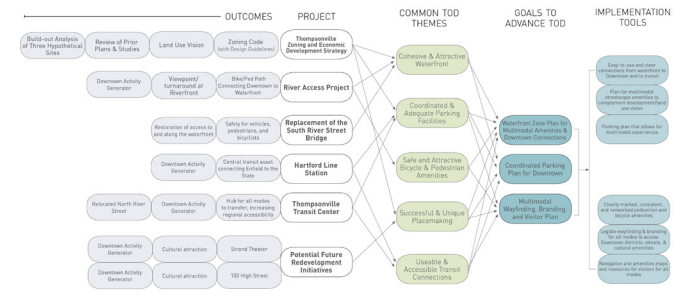 OUTCOMES
PROJECT
COMMON TOD
THEMES
GOALS TO
ADVANCE TOD
IMPLEMENTATION
TOOLS
Build-out Analysis
of Three Hypothetical
Sites
Review of Prior
Plans & Studies
Land Use Vision
Zoning Code
(with Design Guidelines)
Thompsonville
Zoning and Economic
Development Strategy
Downtown Activity
Generator
Viewpoint/
turnaround at
Riverfront
Bike/Ped Path
Connecting Downtown to
Waterfront
River Access Project
Restoration of access to
and along the waterfront
Safety for vehicles,
pedestrians, and
bicyclists
Replacement of the
South River Street
Bridge
Downtown Activity
Generator
Central transit asset
connecting Enfield to the
State
Hartford Line
Station
Relocated North River
Street
Downtown Activity
Generator
Hub for all modes
to transfer, increasing
regional accessibility
Thompsonville
Transit Center
Downtown Activity
Generator
Cultural attraction
Strand Theater
Downtown Activity
Generator
Cultural attraction
100 High Street
Potential Future
Redevelopment
Initiatives
Cohesive & Attractive
Waterfront
Coordinated &
Adequate Parking
Facilities
Safe and Attractive
Bicycle & Pedestrian
Amenities
Successful & Unique
Placemaking
Useable &
Accessible Transit
Connections
Waterfront Zone Plan for
Multimodal Amenities &
Downtown Connections
Coordinated Parking
Plan for Downtown
Multimodal
Wayfinding, Branding,
and Visitor Plan
Easy-to-use and clear
connections from waterfront to
Downtown and to transit
Plan for multimodal
streetscape amenities to
complement development/land
use vision
Parking plan that allows for
multimodal experiences
Clearly marked, consistent,
and networked pedestrian and
bicycle amenities
Legible wayfinding & branding
for all modes to access
Downtown districts, streets, &
cultural amenities
Navigation and amenities maps
and resources for visitors for all
modes